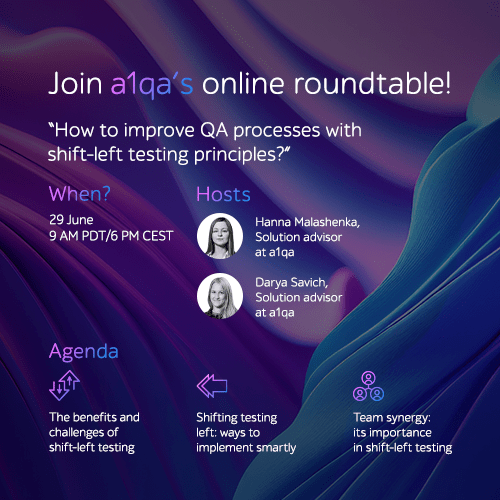 Join a1qa's online roundtable!
"How to improve QA processes with
shift-left testing principles?"
When?
29 June
9 AM PDT/6 PM CEST
Hosts
Hanna Malashenka,
Solution advisor
at a1qa
Darya Savich,
Solution advisor
at a1qa
Agenda
The benefits and
challenges of
shift-left testing
Shifting testing
left: ways to
implement smartly
Team synergy:
its importance
in shift-left testing